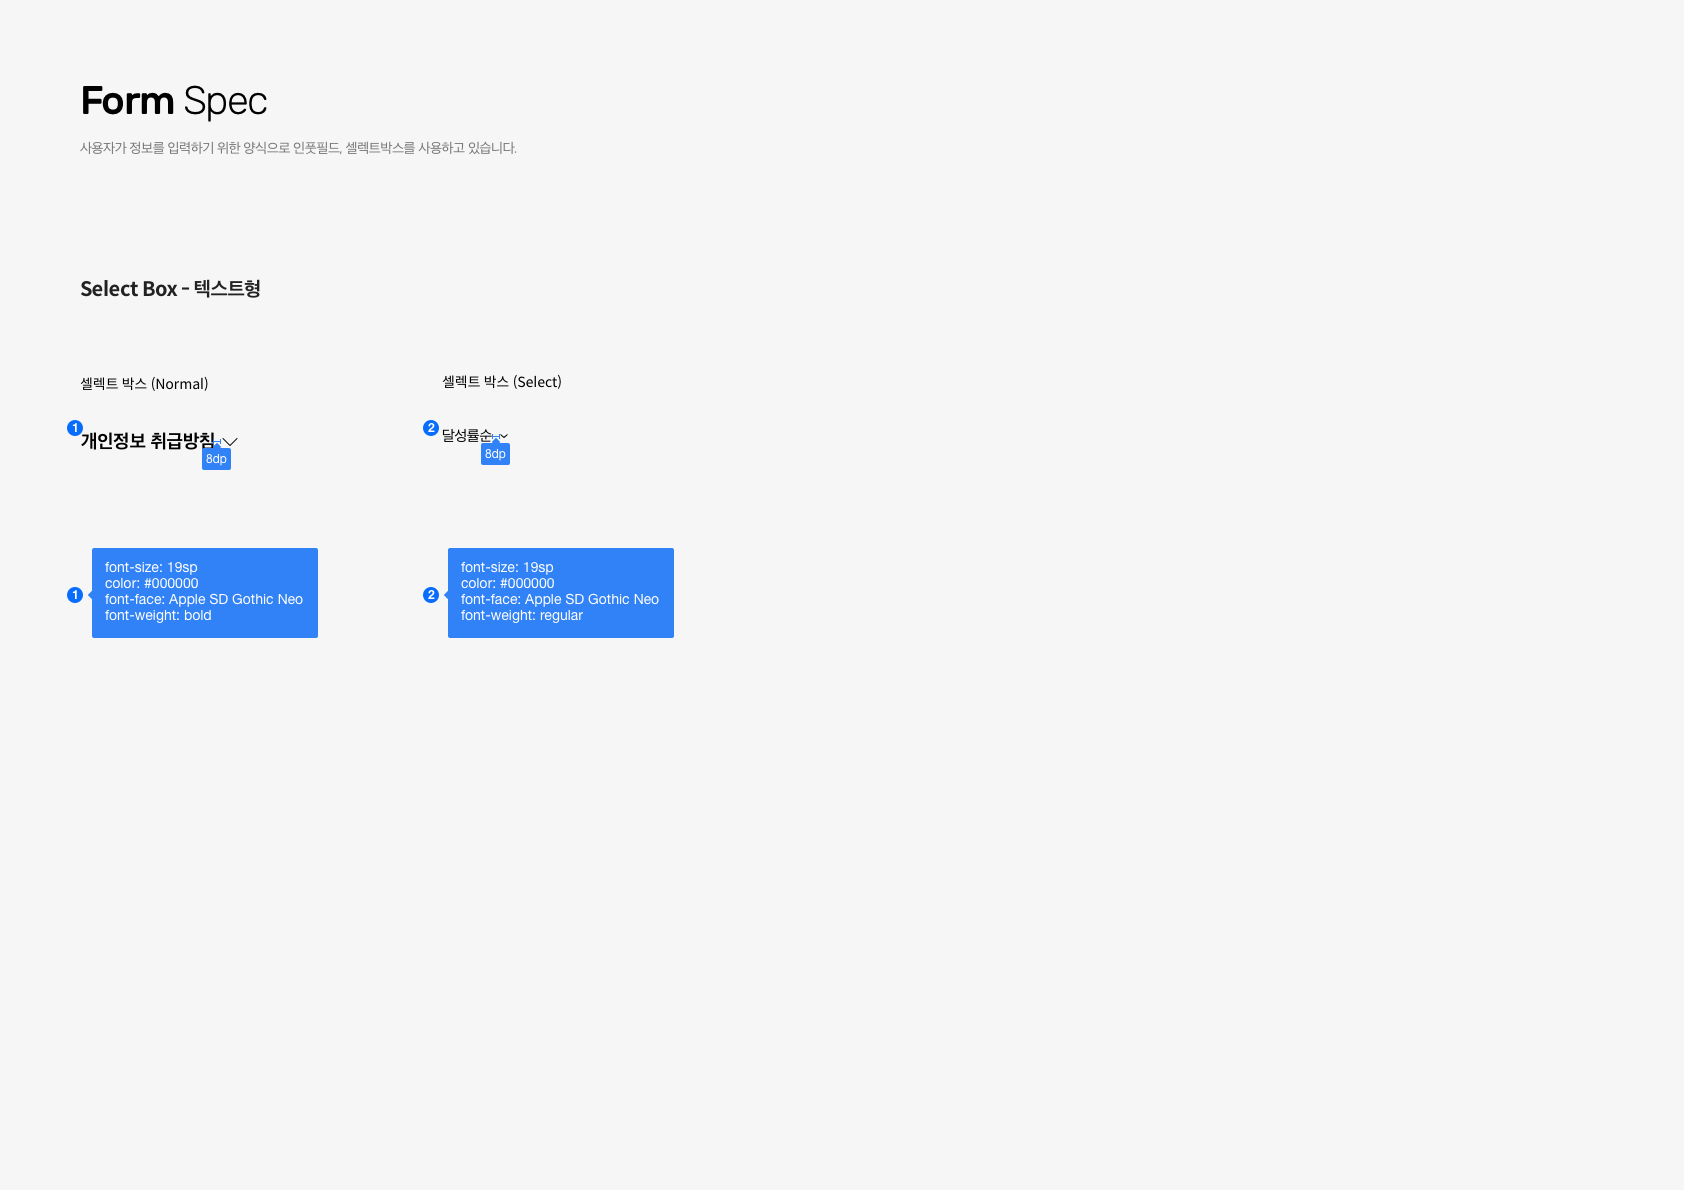 Form Spec
사용자가 정보를 입력하기 위한 양식으로 인풋필드, 셀렉트박스를 사용하고 있습니다.
Select Box - 텍스트형
셀렉트 박스 (Normal)
1
개인정보 취급방침
8dp
1
font-size: 19sp
color: #000000
font-face: Apple SD Gothic Neo
font-weight: bold
셀렉트 박스 (Select)
2
달성률순
8dp
2
font-size: 19sp
color: #000000
font-face: Apple SD Gothic Neo
font-weight: regular